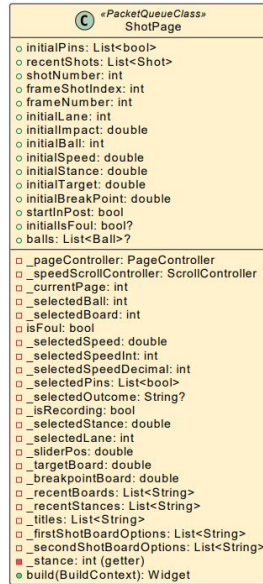 C
«PacketQueueClass»
ShotPage
initialPins: List<bool>
recentShots: List<Shot>
shotNumber: int
frameShotIndex: int
frameNumber: int
initialLane: int
initialImpact: double
initialBall: int
initialSpeed: double
initialStance: double
initialTarget: double
initialBreakPoint: double
startInPost: bool
initialIsFoul: bool?
balls: List<Ball>?
_pageController: PageController
_speedScrollController: ScrollController
_currentPage: int
_selectedBall: int
_selectedBoard: int
isFoul: bool
_selectedSpeed: double
_selectedSpeedInt: int
_selectedSpeedDecimal: int
_selectedPins: List<bool>
_selectedOutcome: String?
_isRecording: bool
_selectedStance: double
_selectedLane: int
_sliderPos: double
_targetBoard: double
_breakpointBoard: double
_recentBoards: List<String>
_recentStances: List<String>
_titles: List<String>
_firstShotBoardOptions: List<String>
_secondShotBoardOptions: List<String>
_stance: int (getter)
build(BuildContext): Widget